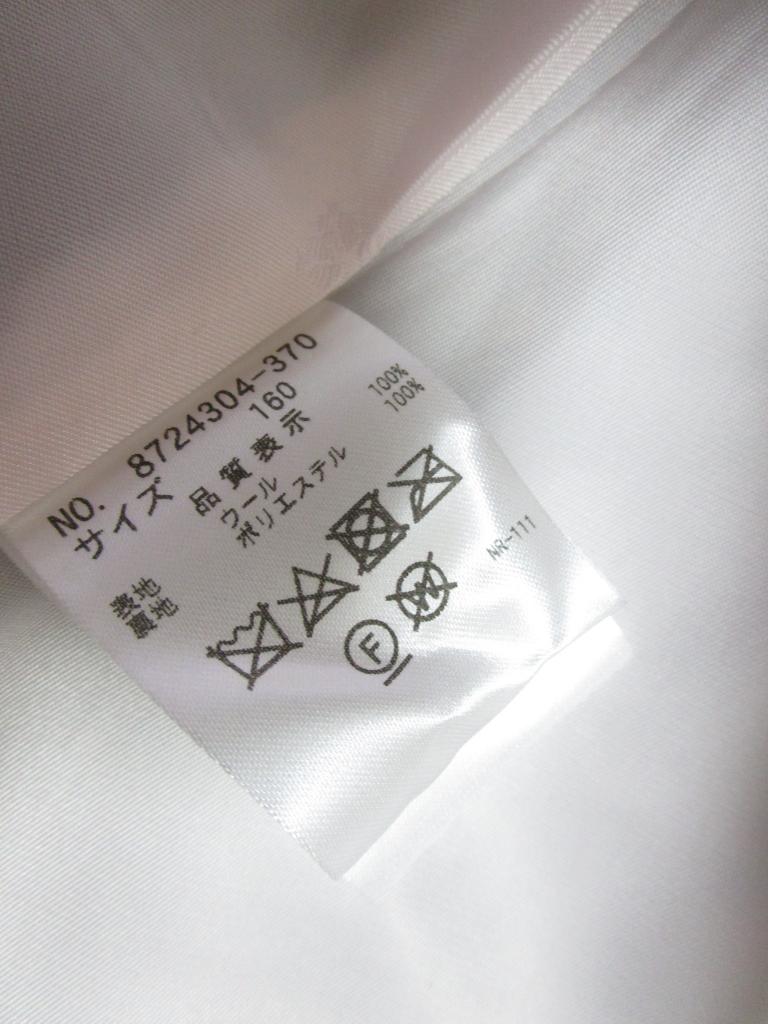 NO. 8724304-370
サイズ 160
品質表示
表地 ウール 100%
裏地 ポリエステル 100%
F W
NR-111